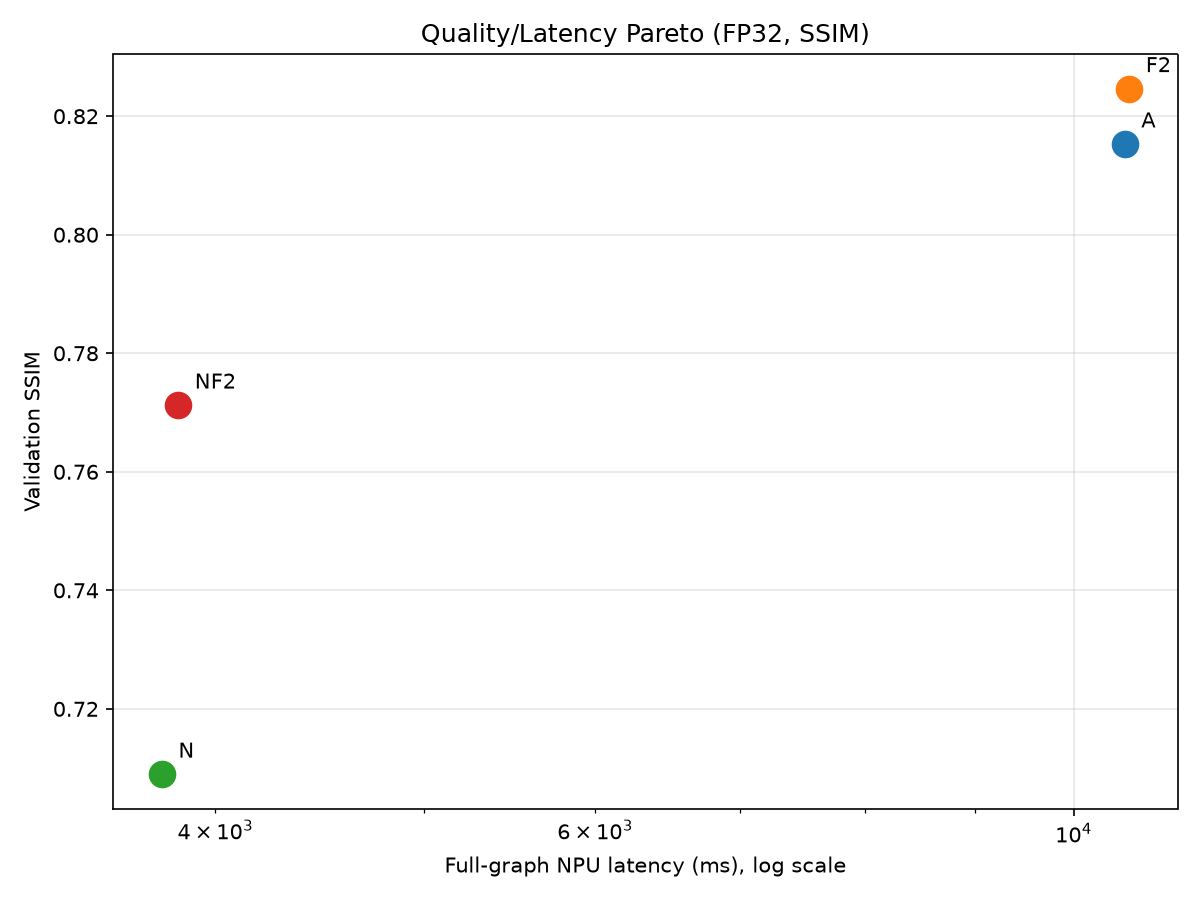 Quality/Latency Pareto (FP32, SSIM)
F2
0.82
A
0.80
0.78
NF2
0.76
0.74
0.72
N
Validation SSIM
4 × 10³
6 × 10³
10⁴
Full-graph NPU latency (ms), log scale